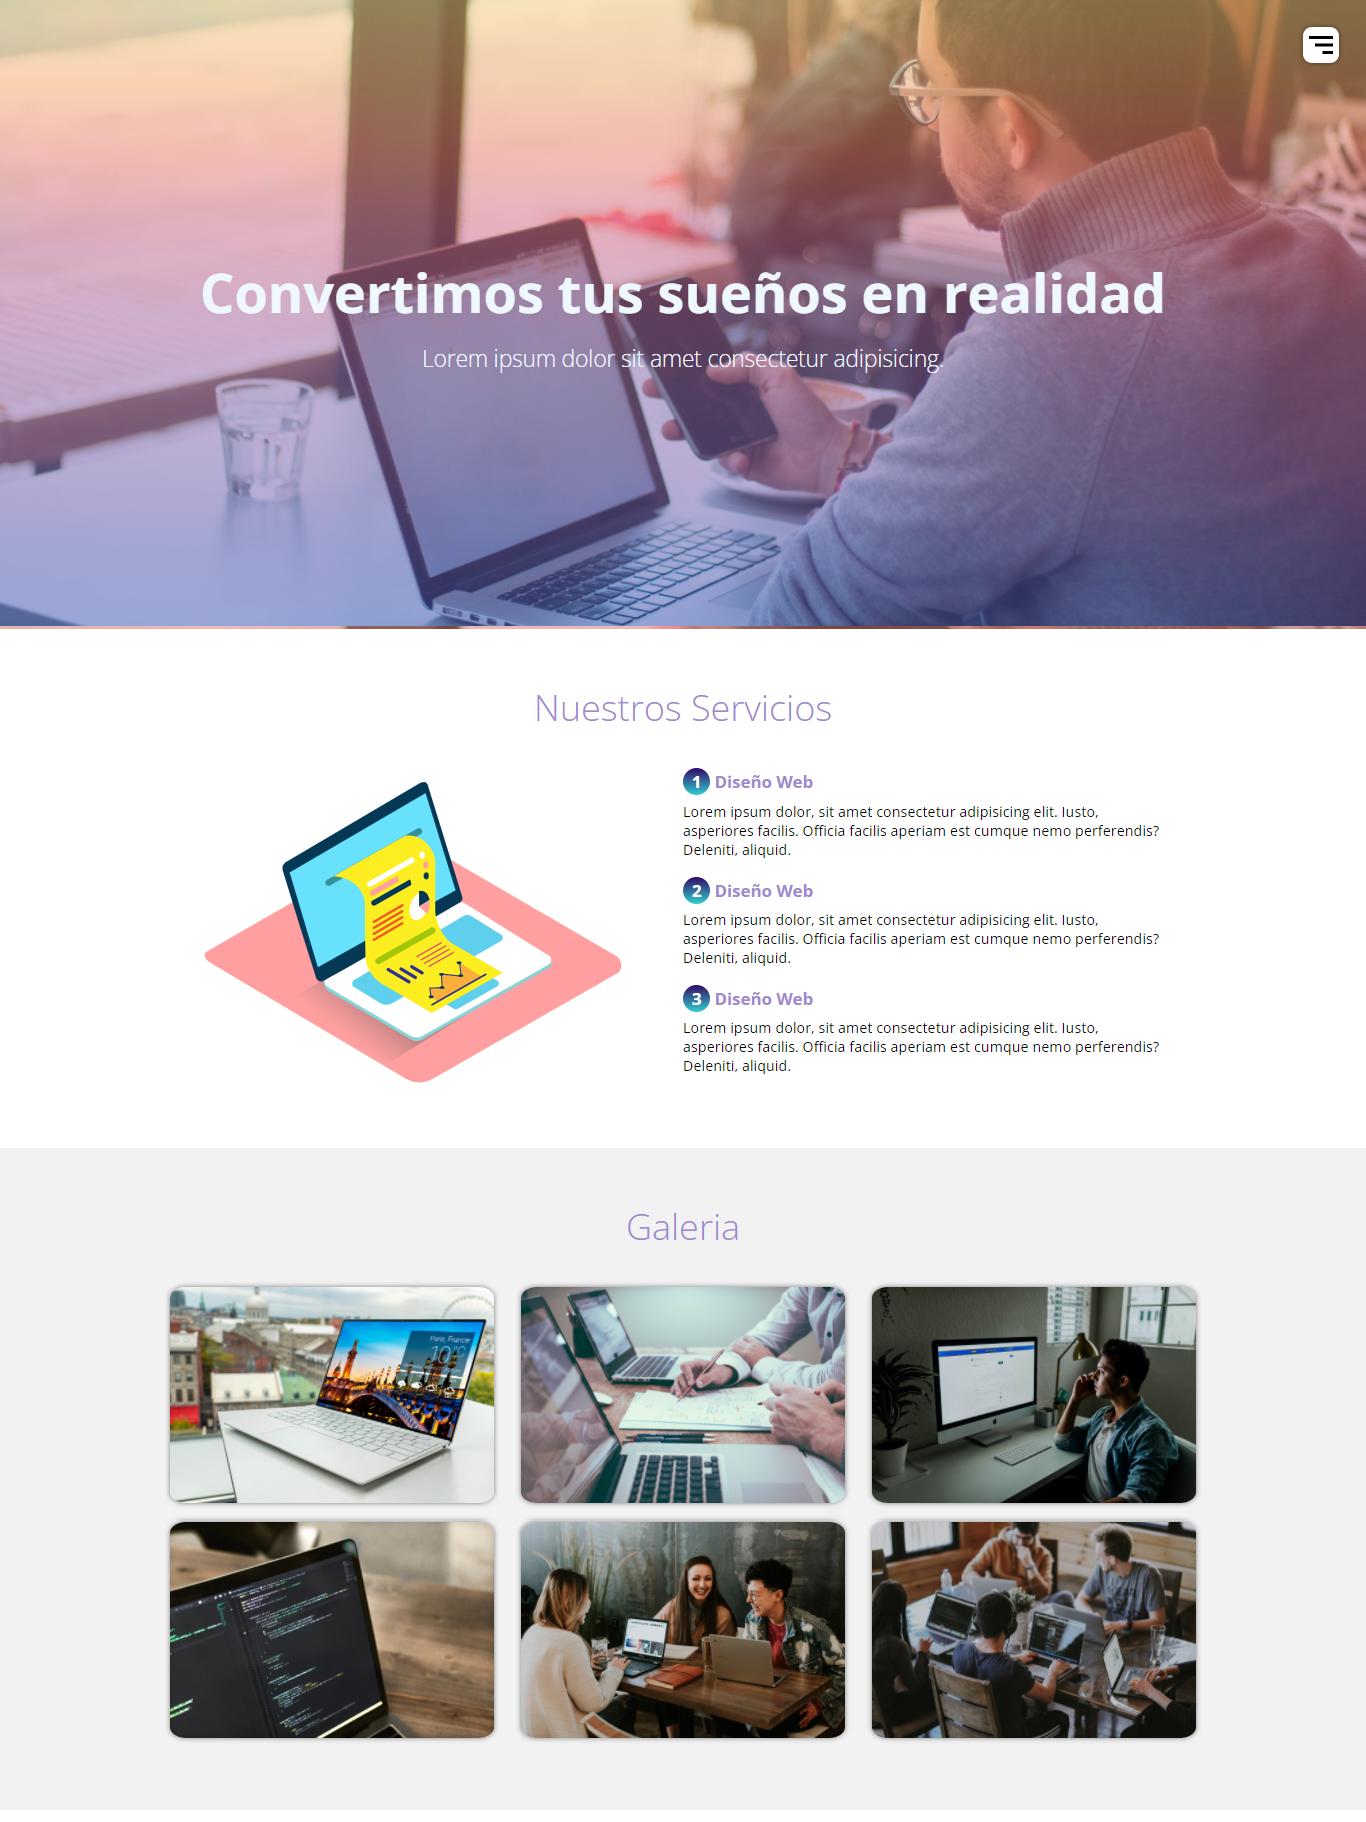 Convertimos tus sueños en realidad
Lorem ipsum dolor sit amet consectetur adipisicing.
Nuestros Servicios
1 Diseño Web
Lorem ipsum dolor, sit amet consectetur adipisicing elit. Iusto,
asperiores facilis. Officia facilis aperiam est cumque nemo perferendis?
Deleniti, aliquid.
2 Diseño Web
Lorem ipsum dolor, sit amet consectetur adipisicing elit. Iusto,
asperiores facilis. Officia facilis aperiam est cumque nemo perferendis?
Deleniti, aliquid.
3 Diseño Web
Lorem ipsum dolor, sit amet consectetur adipisicing elit. Iusto,
asperiores facilis. Officia facilis aperiam est cumque nemo perferendis?
Deleniti, aliquid.
Galeria
Paris, France
10°C